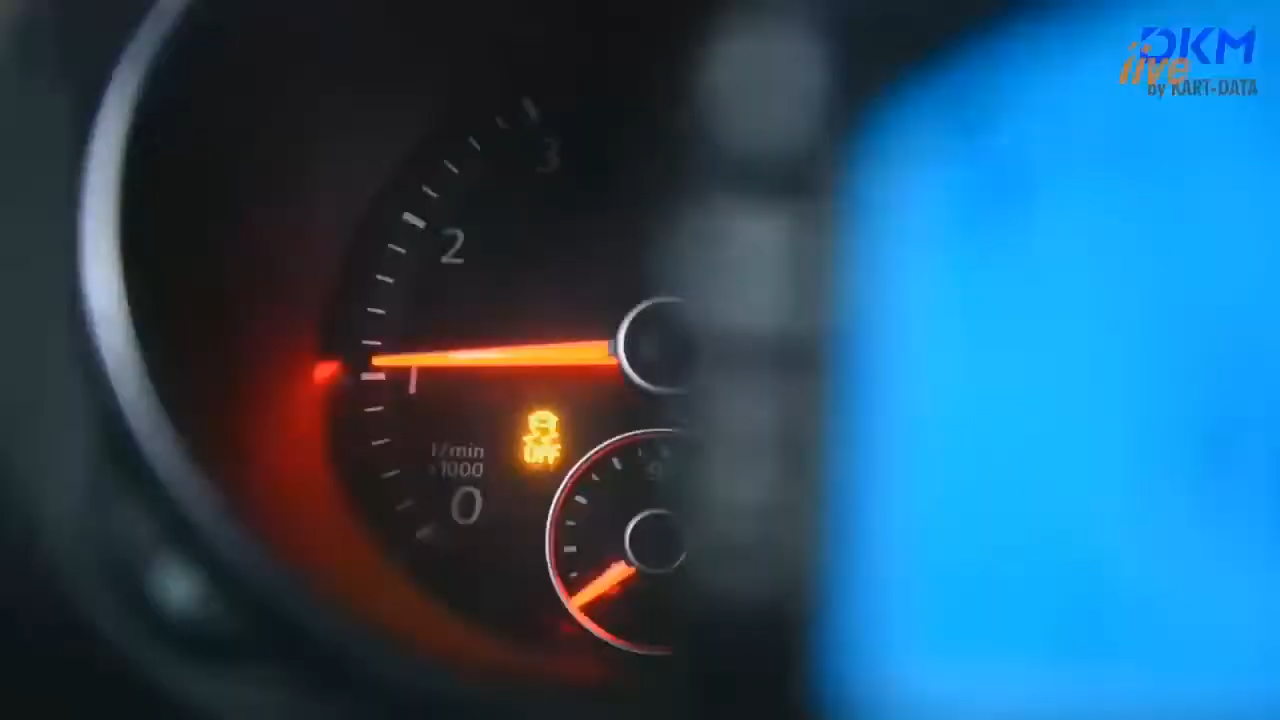 DKM
live
by KART-DATA
3
2
1
1/min
x1000
0
OFF